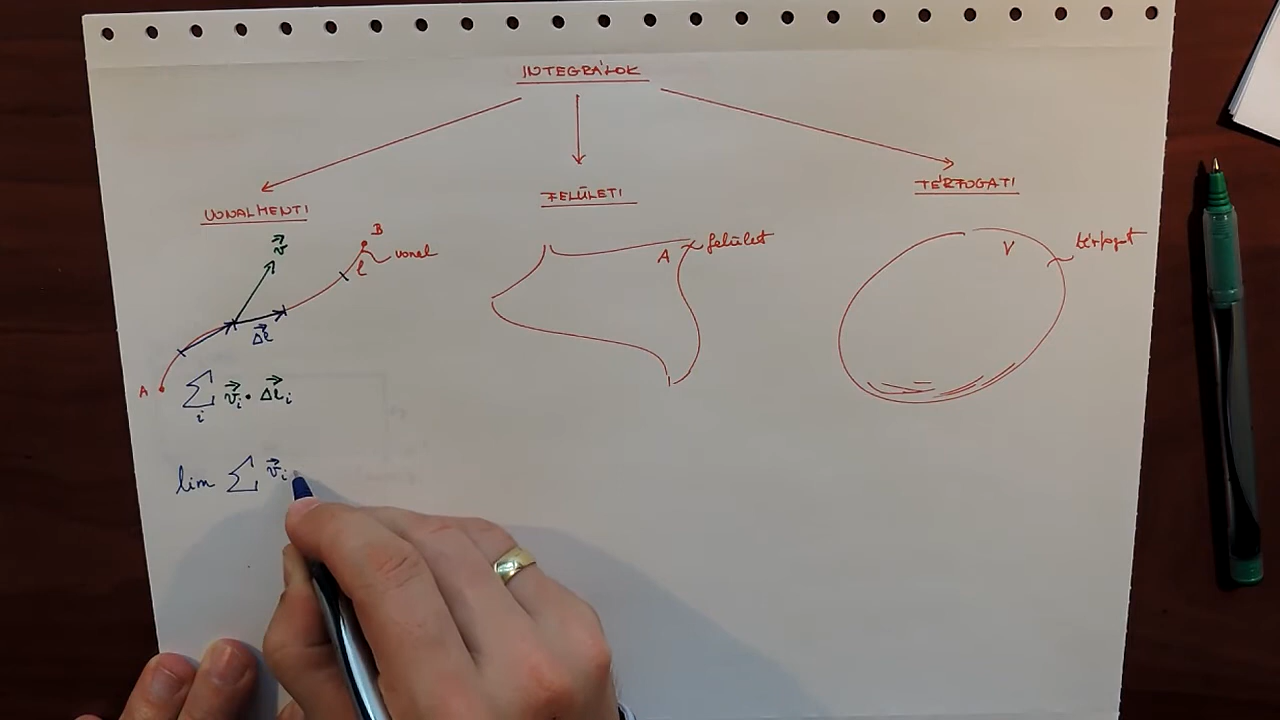 INTEGRÁLOK
VONALMENTI
FELÜLETI
TÉRFOGATI
v⃗
B
l
vonal
Δl⃗
A
A
felület
V
térfogat
∑ᵢ v⃗ᵢ · Δl⃗ᵢ
lim ∑ v⃗ᵢ